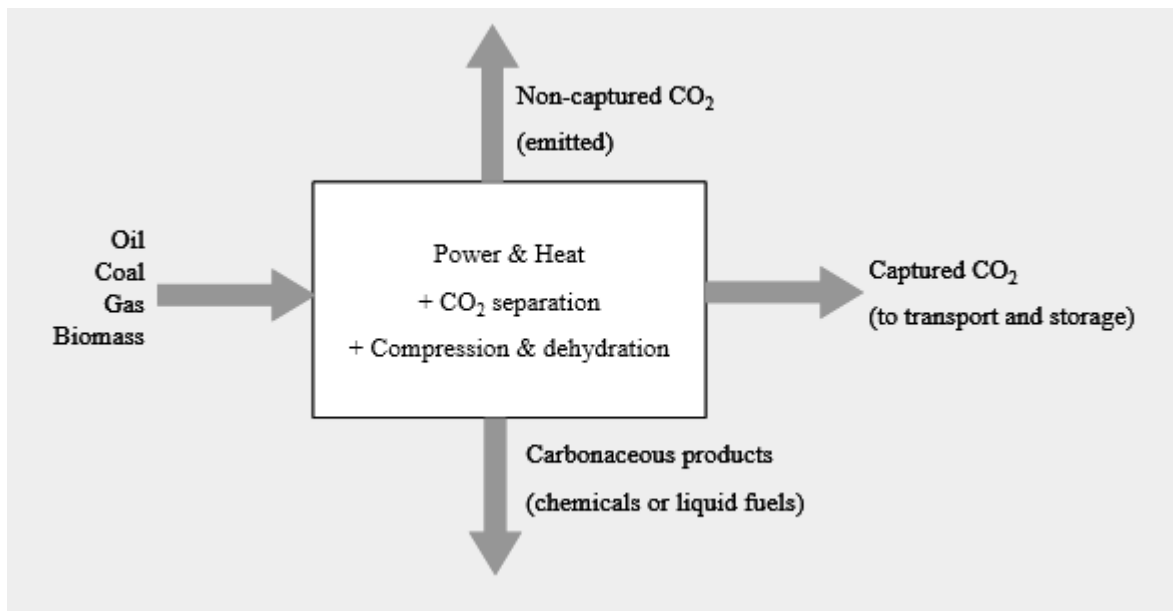 Non-captured CO₂
(emitted)
Oil
Coal
Gas
Biomass
Power & Heat
+ CO₂ separation
+ Compression & dehydration
Captured CO₂
(to transport and storage)
Carbonaceous products
(chemicals or liquid fuels)